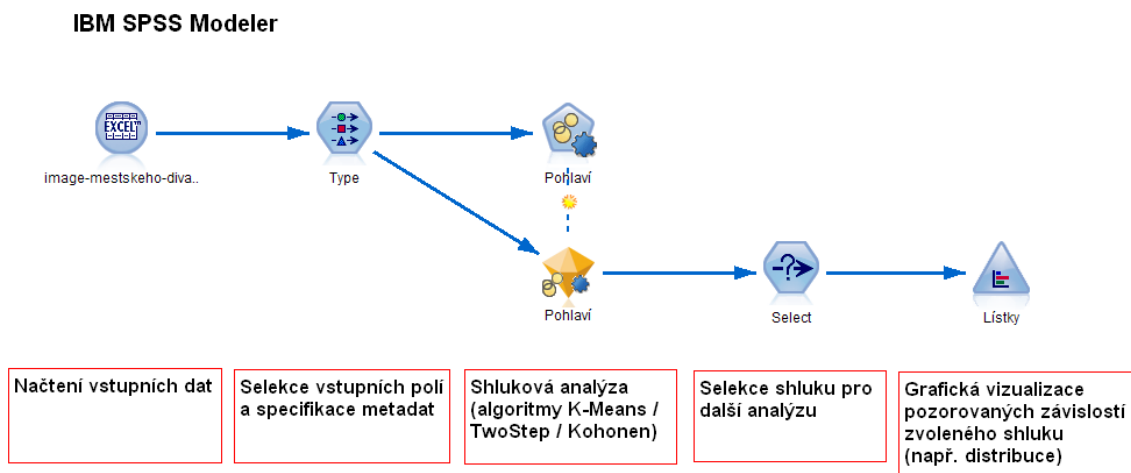 IBM SPSS Modeler
EXCEL™
image-mestskeho-diva..
Type
Pohlaví
Pohlaví
Select
Lístky
Načtení vstupních dat
Selekce vstupních polí
a specifikace metadat
Shluková analýza
(algoritmy K-Means /
TwoStep / Kohonen)
Selekce shluku pro
další analýzu
Grafická vizualizace
pozorovaných závislostí
zvoleného shluku
(např. distribuce)